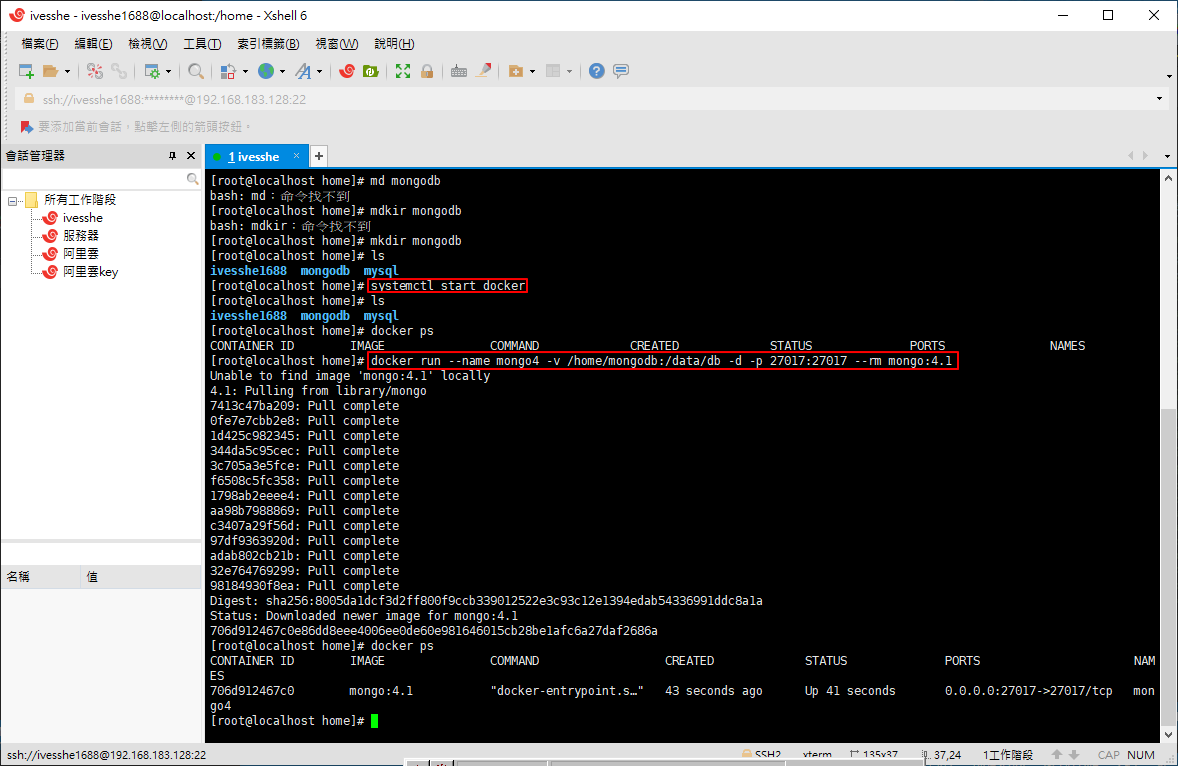 ivesshe - ivesshe1688@localhost:/home - Xshell 6
檔案(F) 編輯(E) 檢視(V) 工具(T) 索引標籤(B) 視窗(W) 說明(H)
ssh://ivesshe1688:********@192.168.183.128:22
要添加當前會話，點擊左側的箭頭按鈕。
會話管理器
1 ivesshe
所有工作階段
ivesshe
服務器
阿里雲
阿里雲key
名稱 值
[root@localhost home]# md mongodb
bash: md：命令找不到
[root@localhost home]# mdkir mongodb
bash: mdkir：命令找不到
[root@localhost home]# mkdir mongodb
[root@localhost home]# ls
ivesshe1688 mongodb mysql
[root@localhost home]# systemctl start docker
[root@localhost home]# ls
ivesshe1688 mongodb mysql
[root@localhost home]# docker ps
CONTAINER ID IMAGE COMMAND CREATED STATUS PORTS NAMES
[root@localhost home]# docker run --name mongo4 -v /home/mongodb:/data/db -d -p 27017:27017 --rm mongo:4.1
Unable to find image 'mongo:4.1' locally
4.1: Pulling from library/mongo
7413c47ba209: Pull complete
0fe7e7cbb2e8: Pull complete
1d425c982345: Pull complete
344da5c95cec: Pull complete
3c705a3e5fce: Pull complete
f6508c5fc358: Pull complete
1798ab2eeee4: Pull complete
aa98b7988869: Pull complete
c3407a29f56d: Pull complete
97df9363920d: Pull complete
adab802cb21b: Pull complete
32e764769299: Pull complete
98184930f8ea: Pull complete
Digest: sha256:8005da1dcf3d2ff800f9ccb339012522e3c93c12e1394edab54336991ddc8a1a
Status: Downloaded newer image for mongo:4.1
706d912467c0e86dd8eee4006ee0de60e981646015cb28be1afc6a27daf2686a
[root@localhost home]# docker ps
CONTAINER ID IMAGE COMMAND CREATED STATUS PORTS NAM
ES
706d912467c0 mongo:4.1 "docker-entrypoint.s…" 43 seconds ago Up 41 seconds 0.0.0.0:27017->27017/tcp mon
go4
[root@localhost home]#
ssh://ivesshe1688@192.168.183.128:22 SSH2 xterm 135x37 37,24 1工作階段 CAP NUM